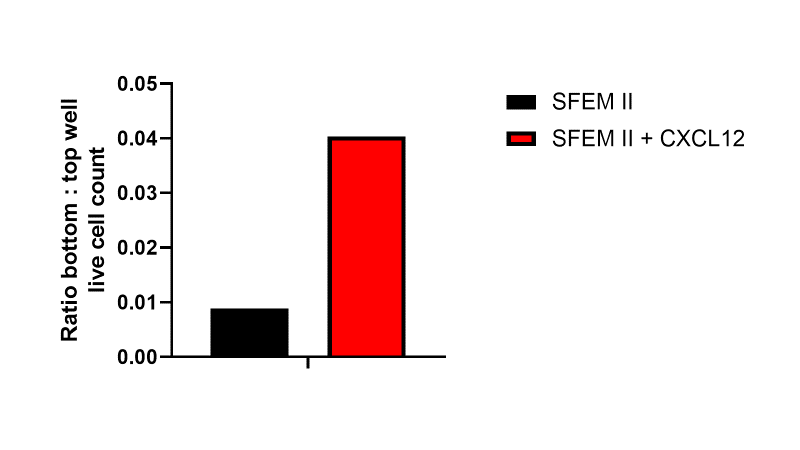 Ratio bottom : top well
live cell count
0.05
0.04
0.03
0.02
0.01
0.00
SFEM II
SFEM II + CXCL12